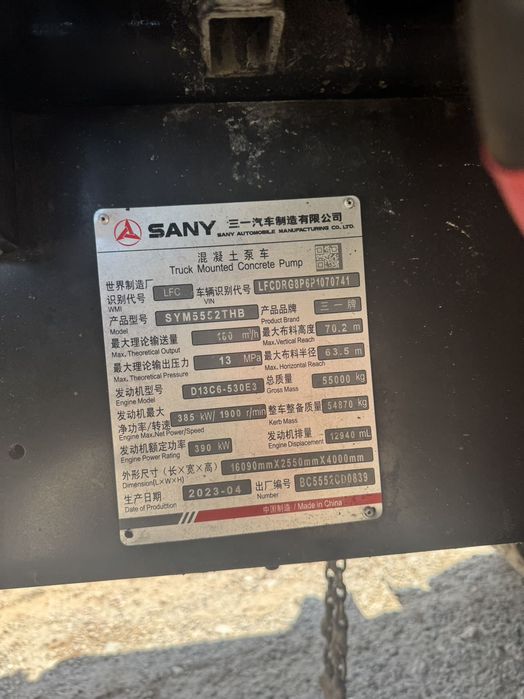 SANY 三一汽车制造有限公司
SANY AUTOMOBILE MANUFACTURING CO., LTD.
混凝土泵车
Truck Mounted Concrete Pump
世界制造厂
识别代号
WMI
LFC
车辆识别代号
VIN
LFCDRG8P6P1070741
产品型号
Model
SYM5552THB
产品品牌
Product Brand
三一牌
最大理论输送量
Max. Theoretical Output
m³/h
最大布料高度
Max. Vertical Reach
70.2 m
最大理论输出压力
Max. Theoretical Pressure
13 MPa
最大布料半径
Max. Horizontal Reach
63.5 m
发动机型号
Engine Model
D13C6-530E3
总质量
Gross Weight
55000 kg
发动机最大
净功率/转速
Engine Max.Net Power/Speed
385 kW/ 1900 r/min
整车整备质量
Kerb Mass
54870 kg
发动机额定功率
Engine Power Rating
390 kW
发动机排量
Engine Displacement
12940 mL
外形尺寸（长×宽×高）
Dimension(L×W×H)
16090mmX2550mmX4000mm
生产日期
Date of Production
2023-04
出厂编号
Number
BC5552CD0839
中国制造 / Made in China